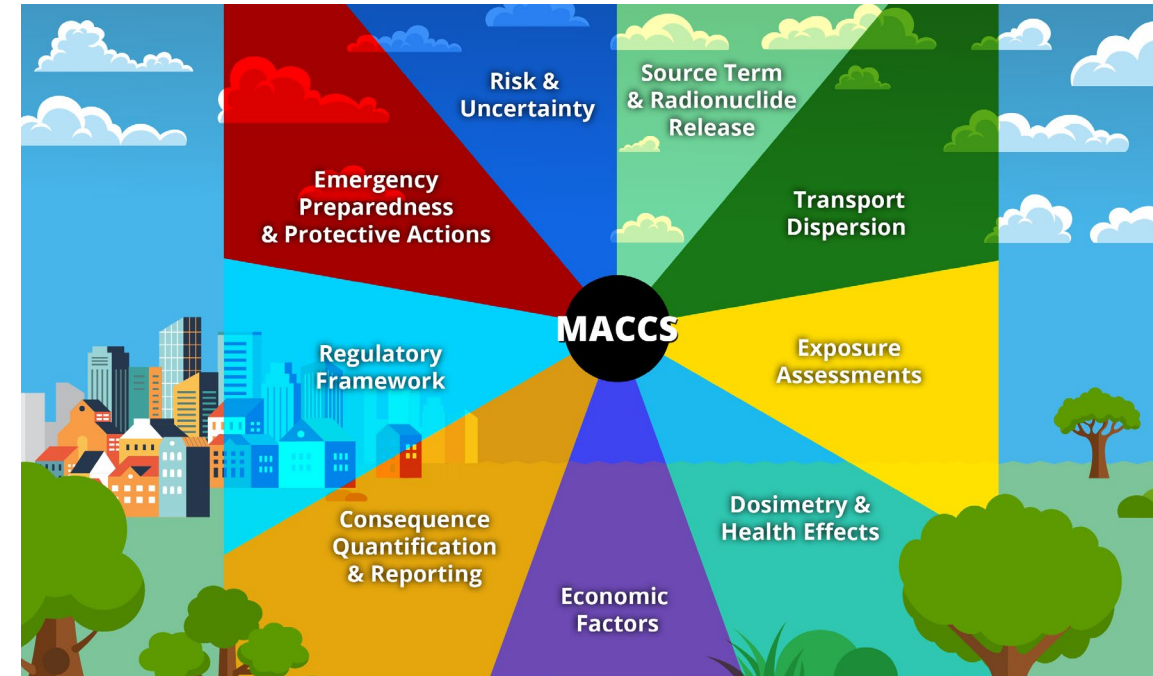 Risk &
Uncertainty
Source Term
& Radionuclide
Release
Emergency
Preparedness
& Protective Actions
Transport
Dispersion
MACCS
Regulatory
Framework
Exposure
Assessments
Consequence
Quantification
& Reporting
Dosimetry &
Health Effects
Economic
Factors